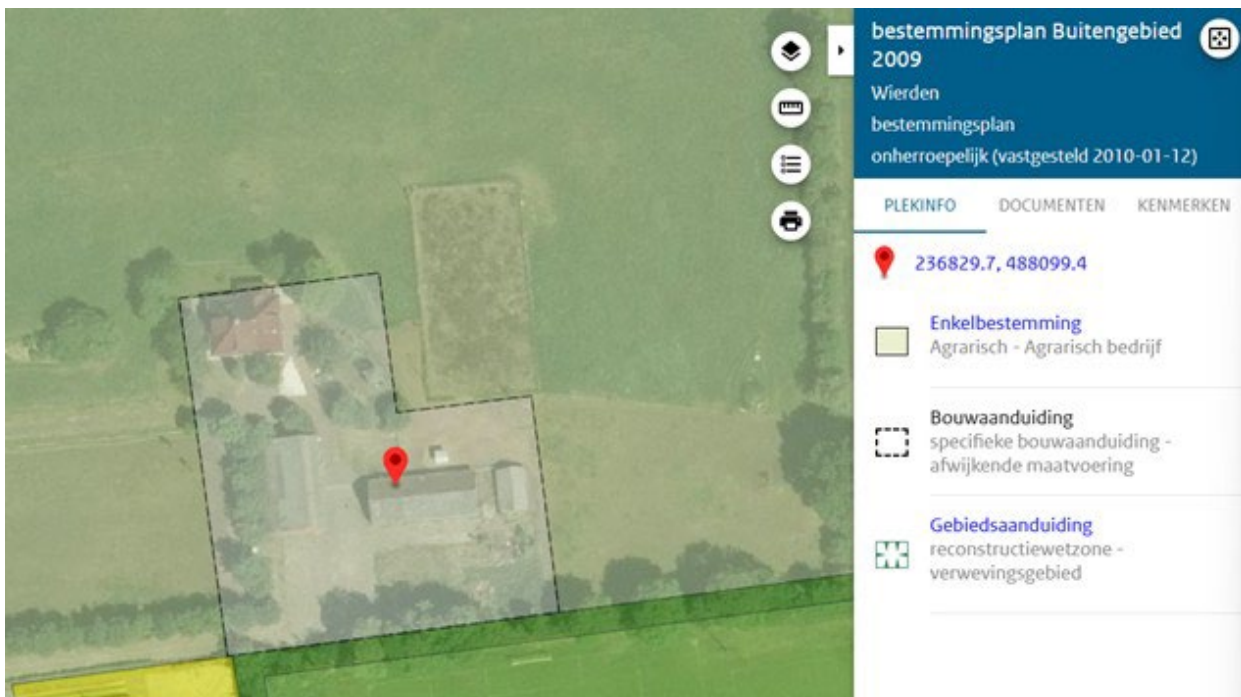 bestemmingsplan Buitengebied
2009
Wierden
bestemmingsplan
onherroepelijk (vastgesteld 2010-01-12)
PLEKINFO DOCUMENTEN KENMERKEN
236829.7, 488099.4
Enkelbestemming
Agrarisch - Agrarisch bedrijf
Bouwaanduiding
specifieke bouwaanduiding -
afwijkende maatvoering
Gebiedsaanduiding
reconstructiewetzone -
verwevingsgebied